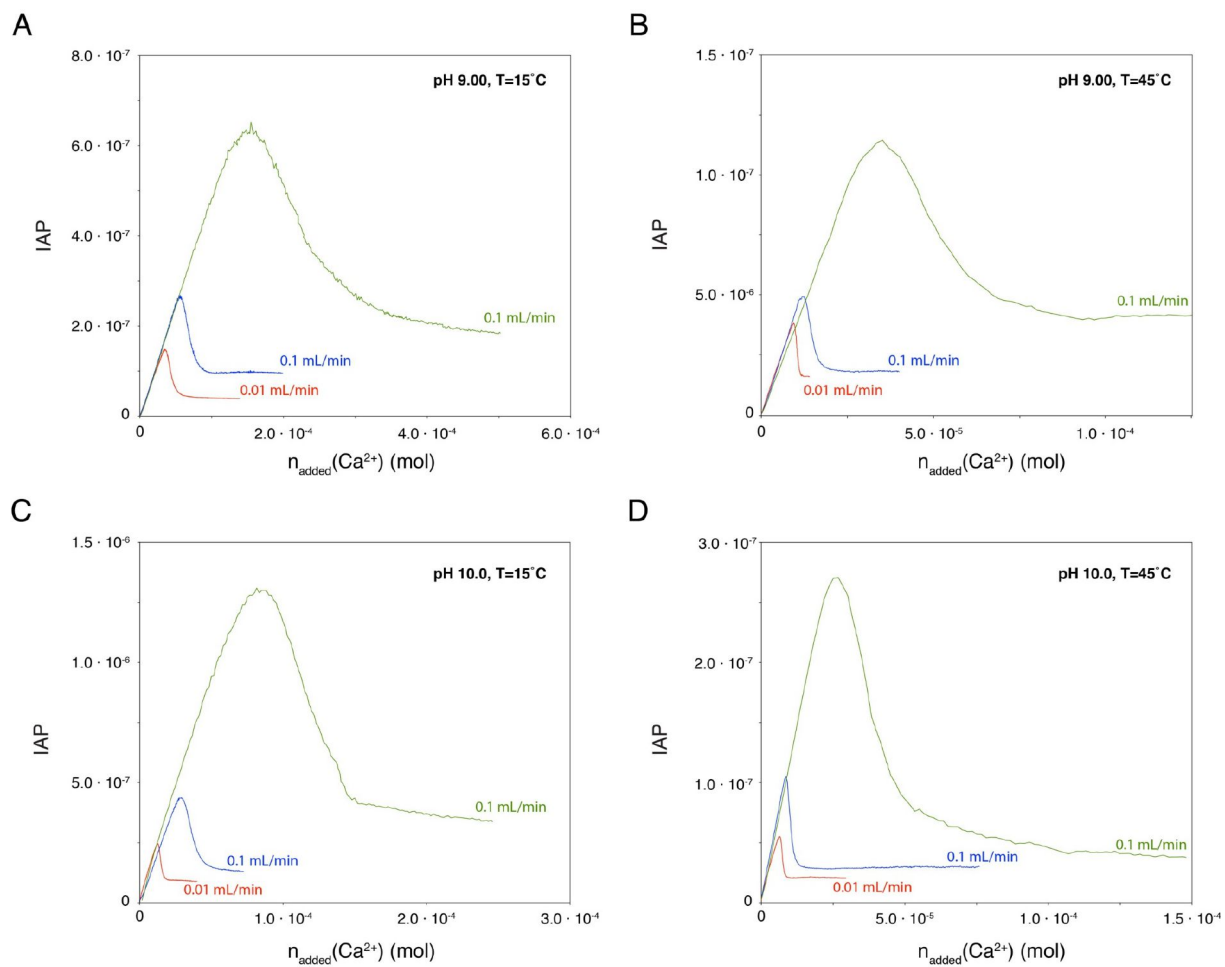 A
8.0 · 10-7
6.0 · 10-7
2.0 · 10-7
2.0 · 10-7
0
IAP
pH 9.00, T=15˚C
0.1 mL/min
0.1 mL/min
0.01 mL/min
0
2.0 · 10-4
4.0 · 10-4
6.0 · 10-4
nadded(Ca2+) (mol)
B
1.5 · 10-7
1.0 · 10-7
5.0 · 10-6
0
IAP
pH 9.00, T=45˚C
0.1 mL/min
0.1 mL/min
0.01 mL/min
0
5.0 · 10-5
1.0 · 10-4
nadded(Ca2+) (mol)
C
1.5 · 10-6
1.0 · 10-6
5.0 · 10-7
0
IAP
pH 10.0, T=15˚C
0.1 mL/min
0.1 mL/min
0.01 mL/min
0
1.0 · 10-4
2.0 · 10-4
3.0 · 10-4
nadded(Ca2+) (mol)
D
3.0 · 10-7
2.0 · 10-7
1.0 · 10-7
0
IAP
pH 10.0, T=45˚C
0.1 mL/min
0.1 mL/min
0.01 mL/min
0
5.0 · 10-5
1.0 · 10-4
1.5 · 10-4
nadded(Ca2+) (mol)